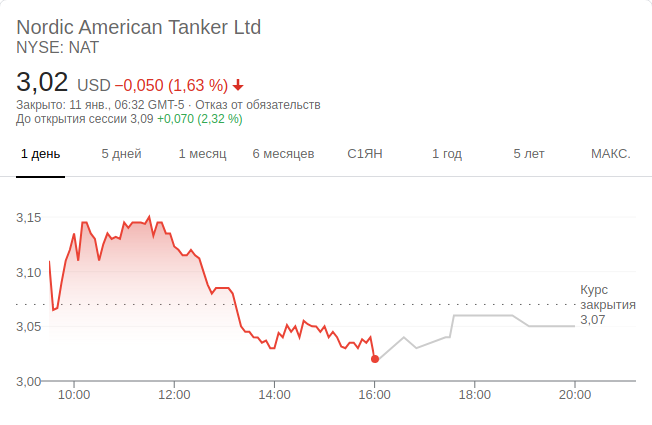 Nordic American Tanker Ltd
NYSE: NAT
3,02 USD −0,050 (1,63 %)
Закрыто: 11 янв., 06:32 GMT-5 · Отказ от обязательств
До открытия сессии 3,09 +0,070 (2,32 %)
1 день 5 дней 1 месяц 6 месяцев С1ЯН 1 год 5 лет МАКС.
3,15
3,10
Курс
закрытия
3,07
3,05
3,00
10:00 12:00 14:00 16:00 18:00 20:00